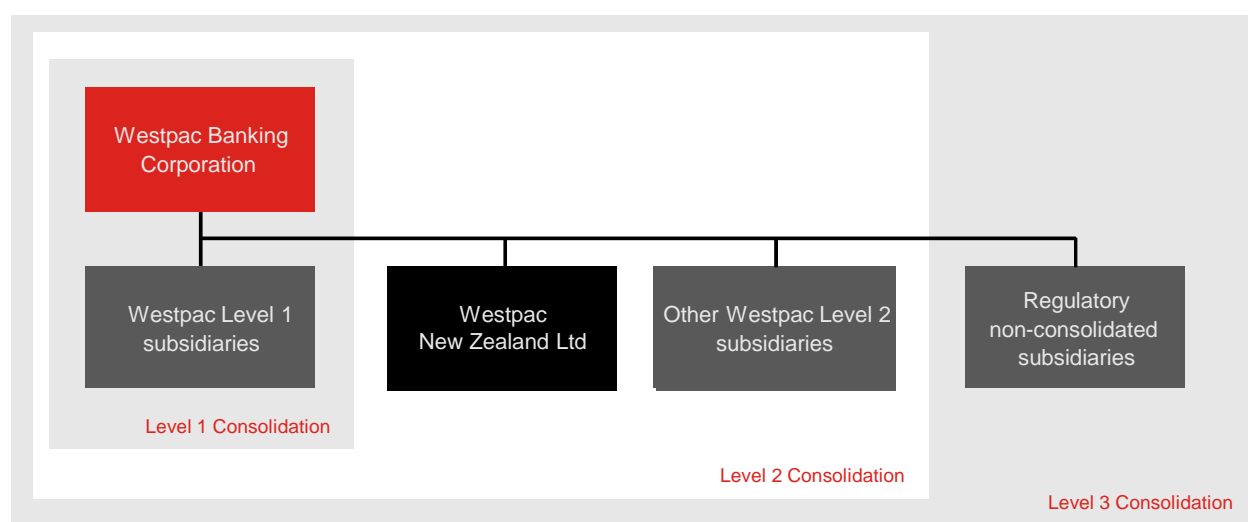 Westpac Banking
Corporation
Westpac Level 1
subsidiaries
Westpac
New Zealand Ltd
Other Westpac Level 2
subsidiaries
Regulatory
non-consolidated
subsidiaries
Level 1 Consolidation
Level 2 Consolidation
Level 3 Consolidation